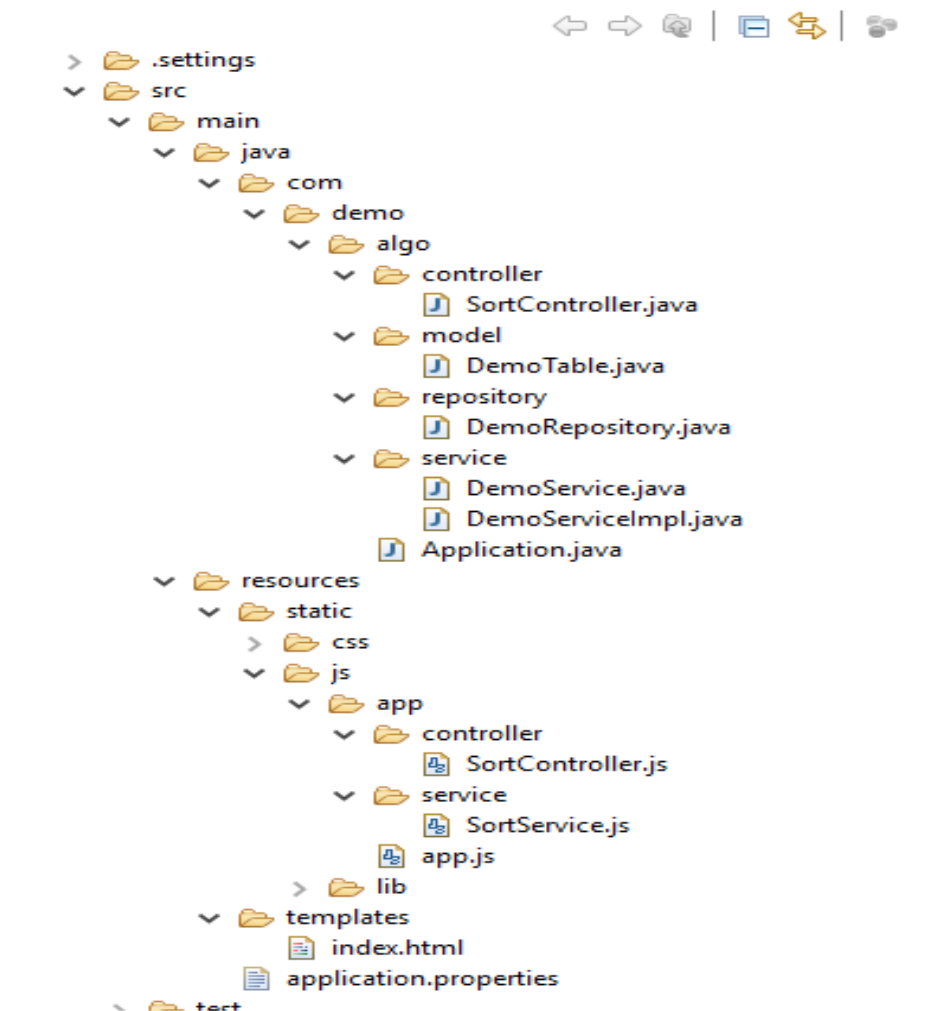 .settings
src
main
java
com
demo
algo
controller
SortController.java
model
DemoTable.java
repository
DemoRepository.java
service
DemoService.java
DemoServiceImpl.java
Application.java
resources
static
css
js
app
controller
SortController.js
service
SortService.js
app.js
lib
templates
index.html
application.properties
test